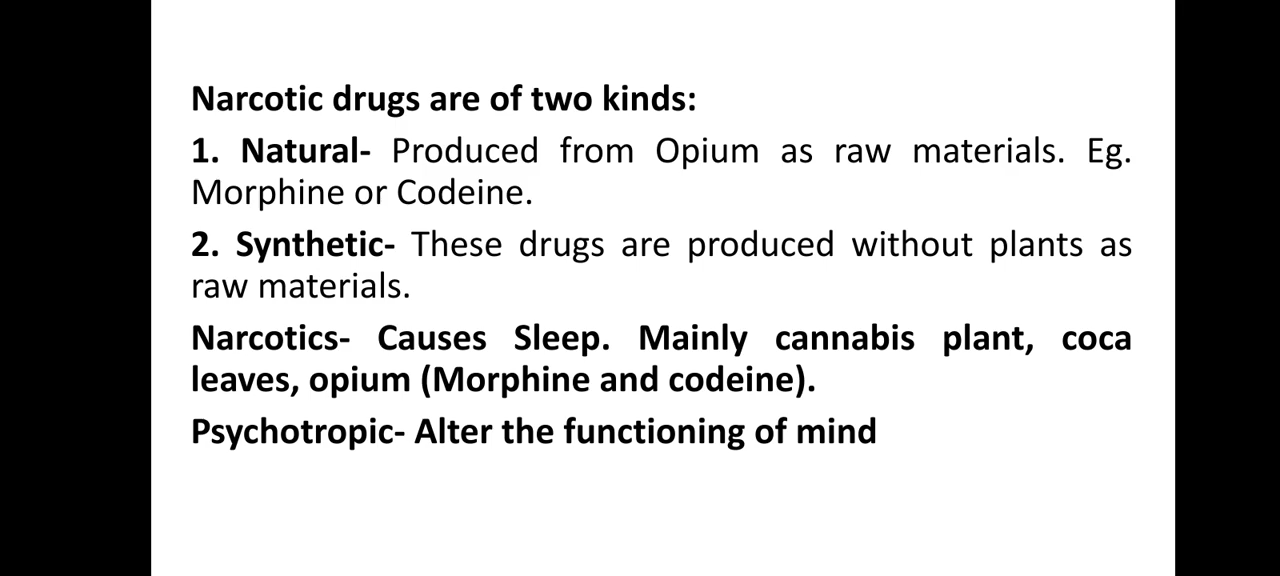 Narcotic drugs are of two kinds:
1. Natural- Produced from Opium as raw materials. Eg.
Morphine or Codeine.
2. Synthetic- These drugs are produced without plants as
raw materials.
Narcotics- Causes Sleep. Mainly cannabis plant, coca
leaves, opium (Morphine and codeine).
Psychotropic- Alter the functioning of mind